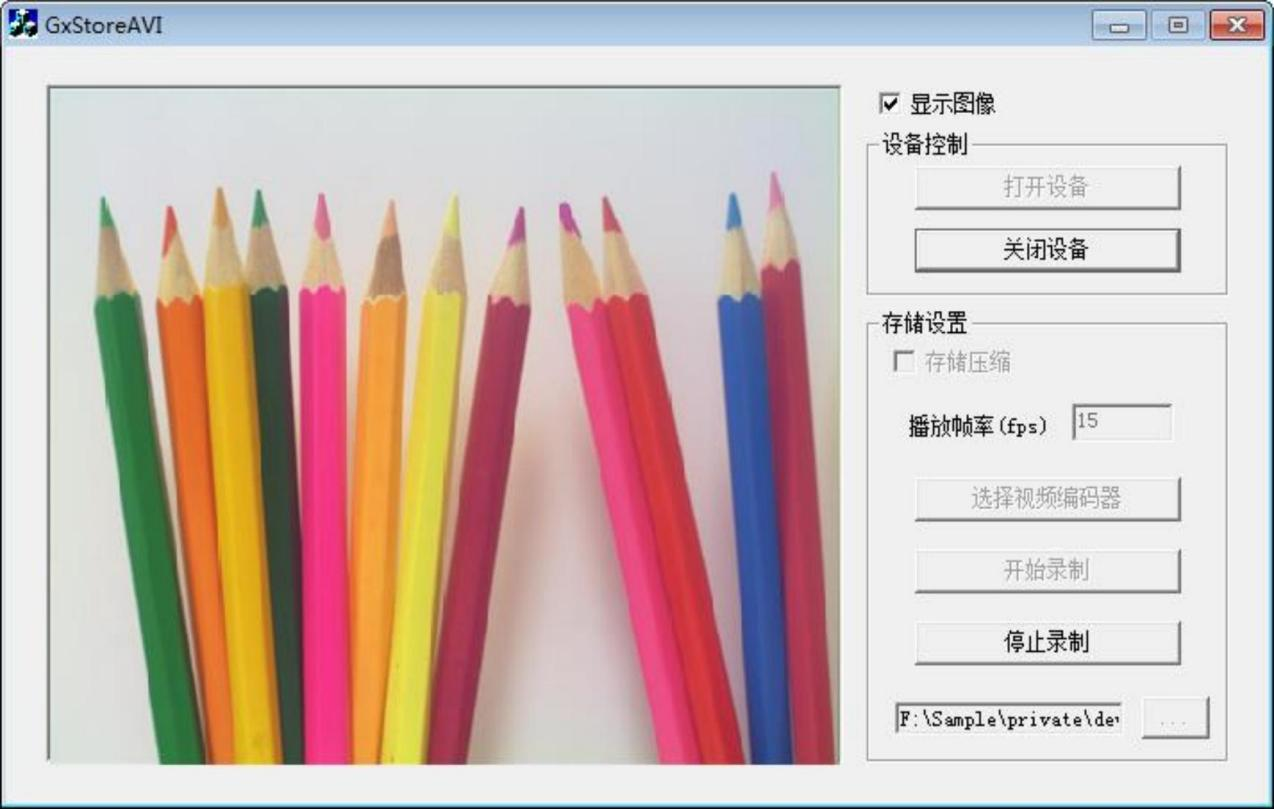 GxStoreAVI
显示图像
设备控制
打开设备
关闭设备
存储设置
存储压缩
播放帧率(fps) 15
选择视频编码器
开始录制
停止录制
F:\Sample\private\de ...